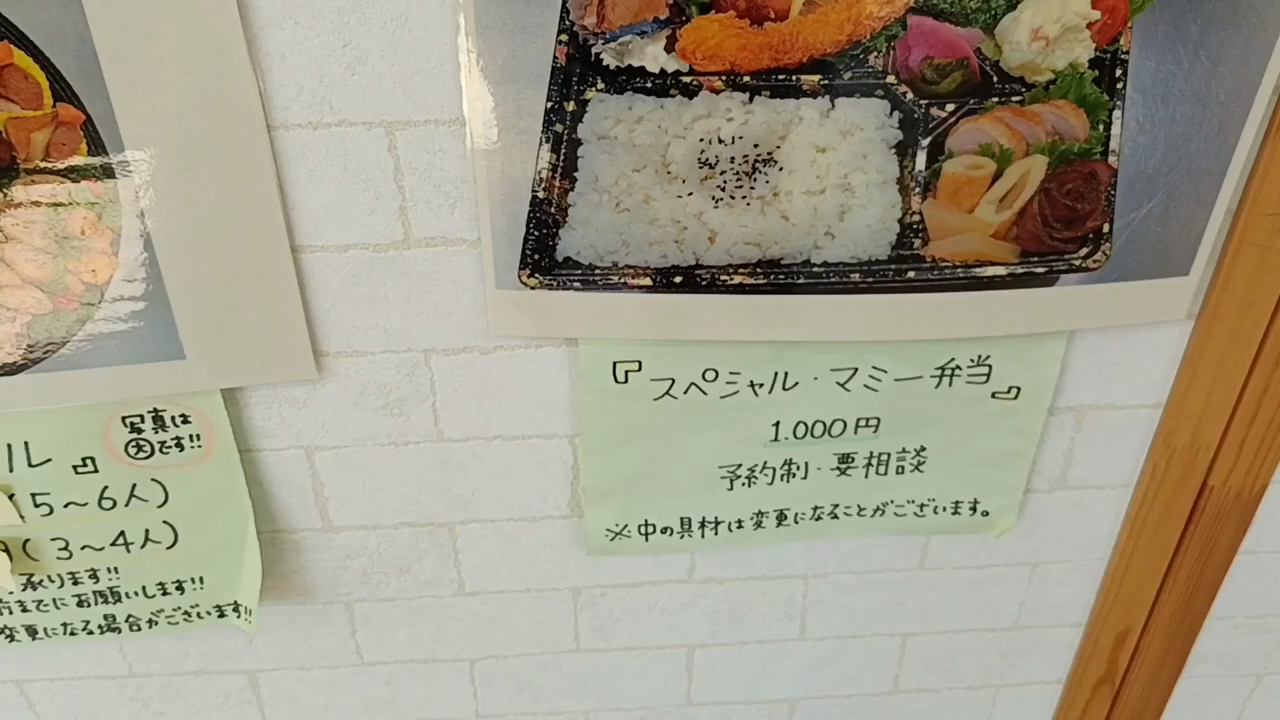 ル』
写真は
大です!!
(5〜6人)
(3〜4人)
承ります!!
前までにお願いします!!
変更になる場合がございます!!
『スペシャル・マミー弁当』
1.000円
予約制・要相談
※中の具材は変更になることがございます。